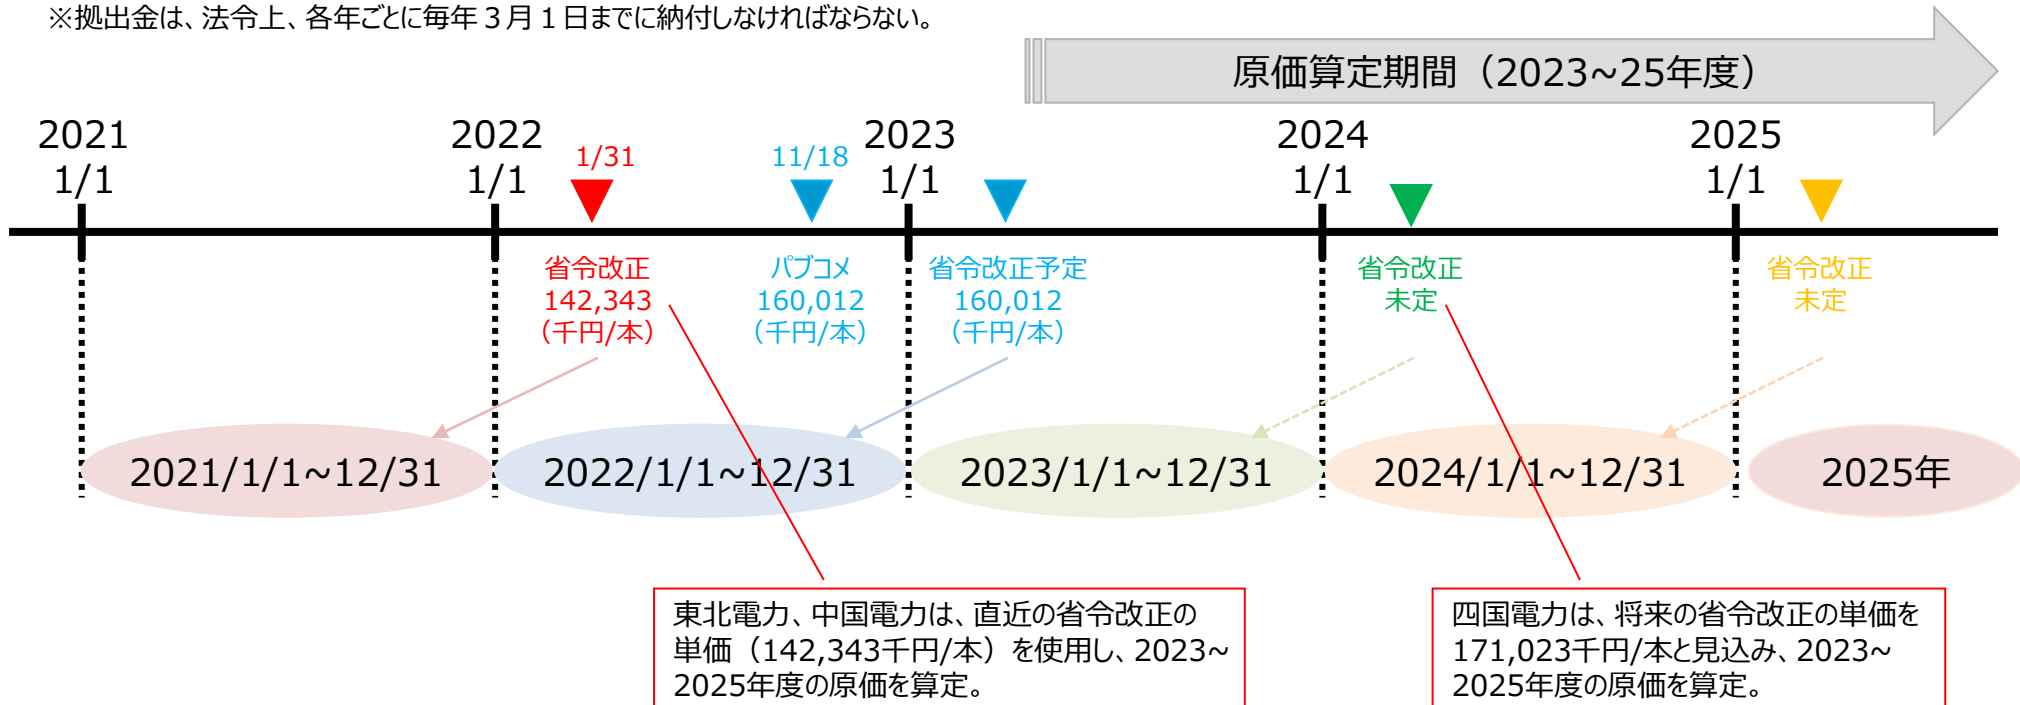 ※拠出金は、法令上、各年ごとに毎年３月１日までに納付しなければならない。
原価算定期間（2023~25年度）
2021
1/1
2022
1/1
1/31
11/18
2023
1/1
2024
1/1
2025
1/1
省令改正
142,343
（千円/本）
パブコメ
160,012
（千円/本）
省令改正予定
160,012
（千円/本）
省令改正
未定
省令改正
未定
2021/1/1~12/31
2022/1/1~12/31
2023/1/1~12/31
2024/1/1~12/31
2025年
東北電力、中国電力は、直近の省令改正の
単価（142,343千円/本）を使用し、2023~
2025年度の原価を算定。
四国電力は、将来の省令改正の単価を
171,023千円/本と見込み、2023~
2025年度の原価を算定。